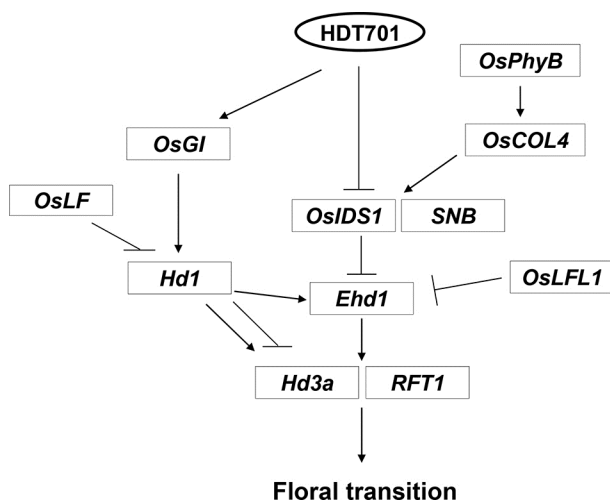 HDT701
OsPhyB
OsGI
OsCOL4
OsLF
OsIDS1 SNB
Hd1
Ehd1
OsLFL1
Hd3a RFT1
Floral transition